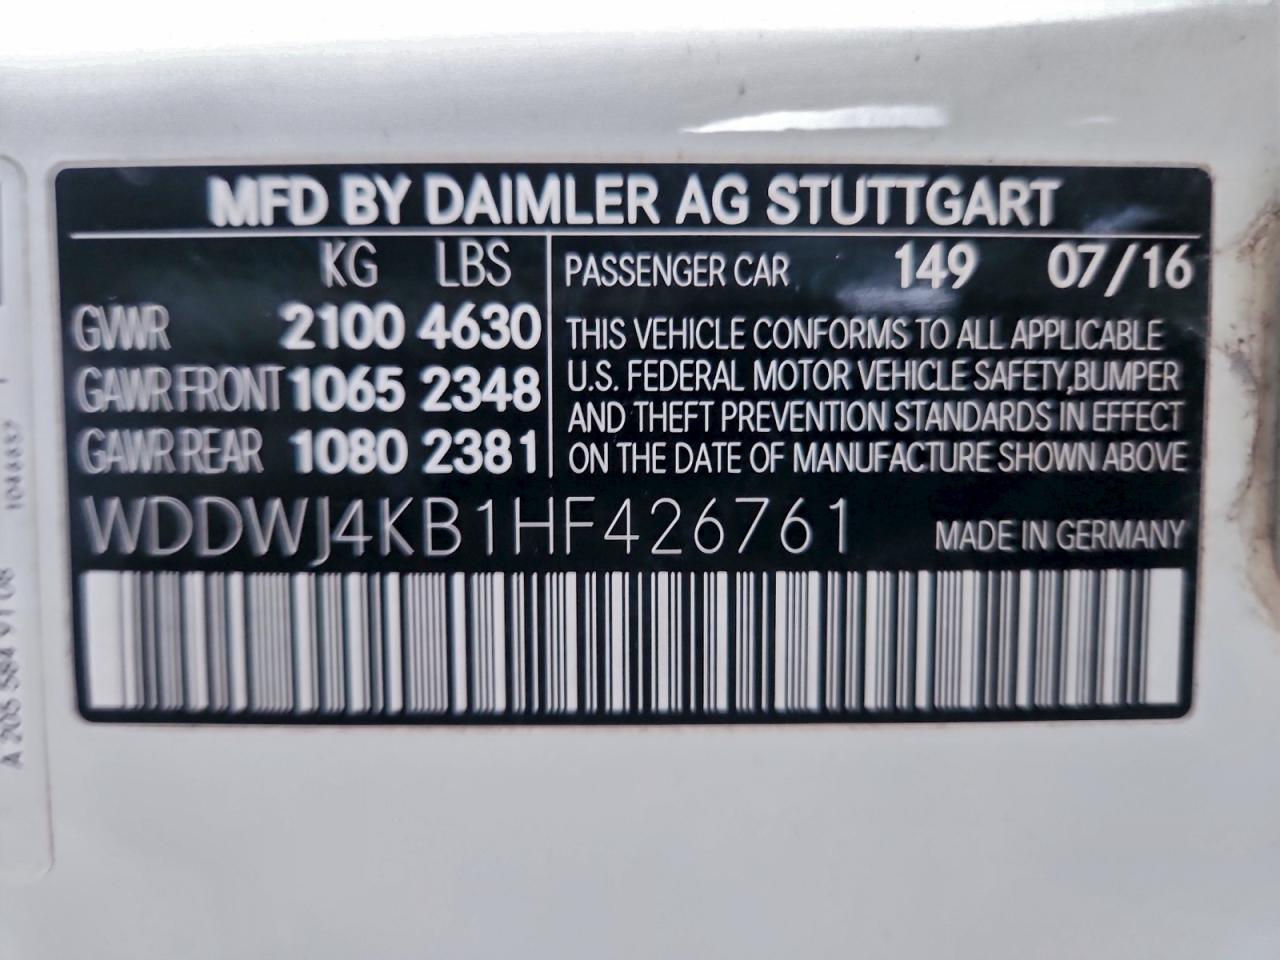 MFD BY DAIMLER AG STUTTGART
KG LBS
GVWR 2100 4630
GAWR FRONT 1065 2348
GAWR REAR 1080 2381
PASSENGER CAR 149 07/16
THIS VEHICLE CONFORMS TO ALL APPLICABLE
U.S. FEDERAL MOTOR VEHICLE SAFETY,BUMPER
AND THEFT PREVENTION STANDARDS IN EFFECT
ON THE DATE OF MANUFACTURE SHOWN ABOVE
WDDWJ4KB1HF426761 MADE IN GERMANY